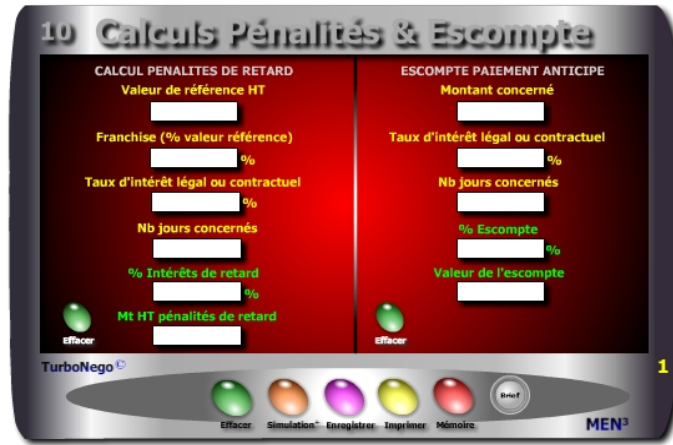 10 Calculs Pénalités & Escompte
CALCUL PENALITES DE RETARD
Valeur de référence HT
Franchise (% valeur référence)
%
Taux d'intérêt légal ou contractuel
%
Nb jours concernés
% Intérêts de retard
%
Mt HT pénalités de retard
Effacer
ESCOMPTE PAIEMENT ANTICIPE
Montant concerné
Taux d'intérêt légal ou contractuel
%
Nb jours concernés
% Escompte
%
Valeur de l'escompte
Effacer
TurboNego ©
1
Effacer Simulation+ Enregistrer Imprimer Mémoire Brief
MEN³